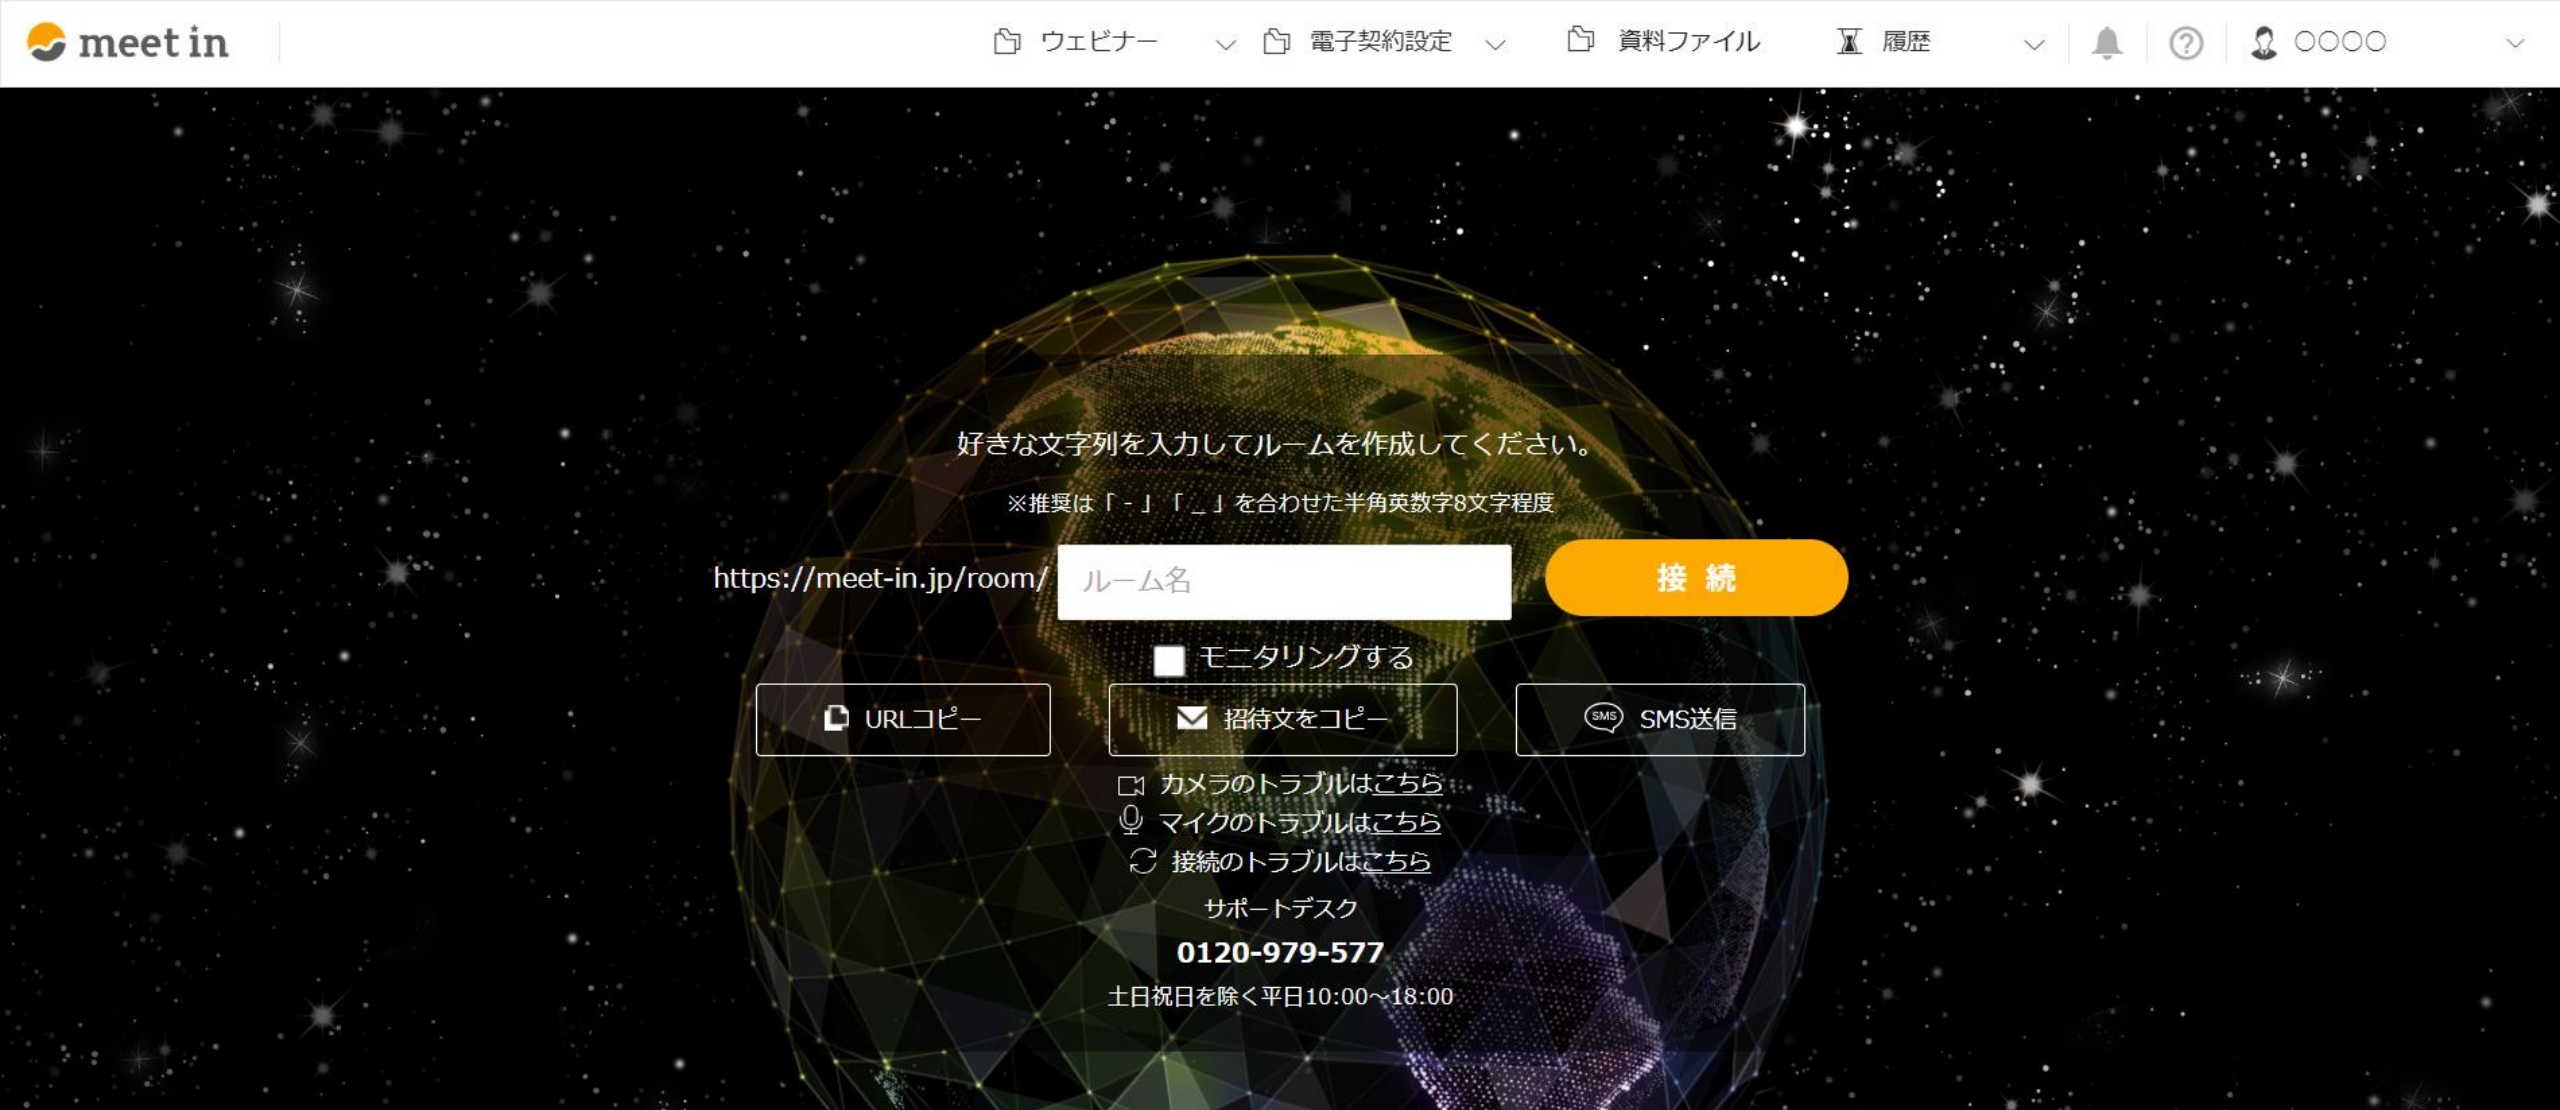 meet in
ウェビナー 電子契約設定 資料ファイル 履歴 ○○○○
好きな文字列を入力してルームを作成してください。
※推奨は「 - 」「 _ 」を合わせた半角英数字8文字程度
https://meet-in.jp/room/ ルーム名 接 続
モニタリングする
URLコピー 招待文をコピー SMS SMS送信
カメラのトラブルはこちら
マイクのトラブルはこちら
接続のトラブルはこちら
サポートデスク
0120-979-577
土日祝日を除く平日10:00～18:00